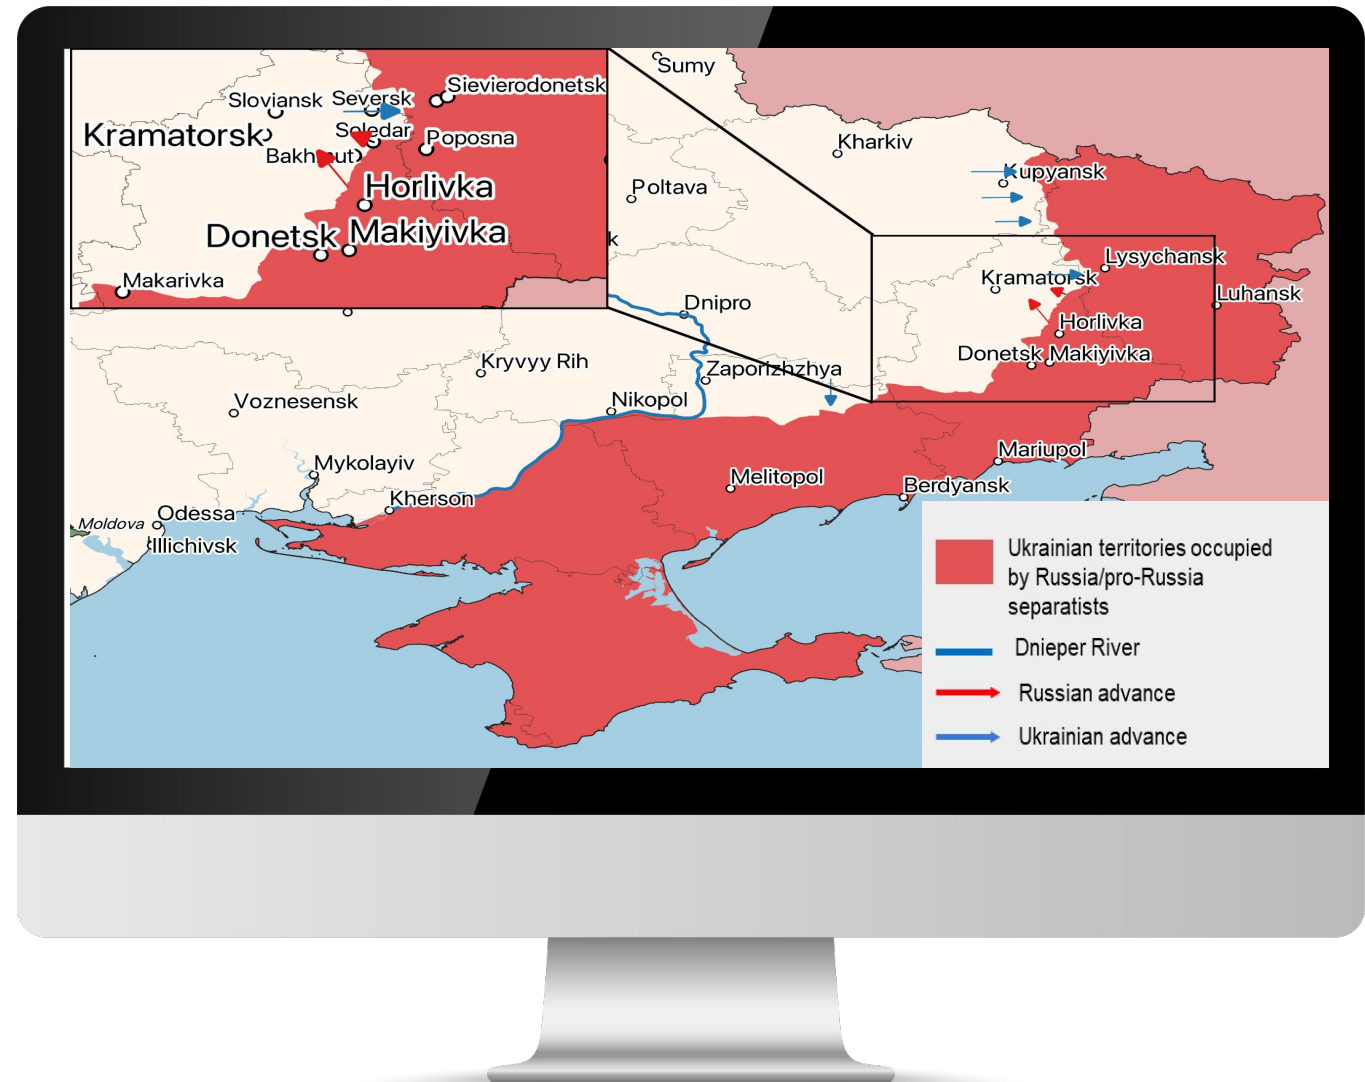 Sievierodonetsk
Sloviansk
Seversk
Kramatorsk
Soledar
Poposna
Horlivka
Donetsk
Makiyivka
Makarivka
Sumy
Kharkiv
Kupyansk
Poltava
k
Lysychansk
Kramatorsk
Luhansk
Dnipro
Horlivka
Donetsk
Makiyivka
Kryvyy Rih
Zaporizhzhya
Voznesensk
Nikopol
Mykolayiv
Mariupol
Melitopol
Kherson
Berdyansk
Odessa
Moldova
Illichivsk
Ukrainian territories occupied
by Russia/pro-Russia
separatists
Dnieper River
Russian advance
Ukrainian advance